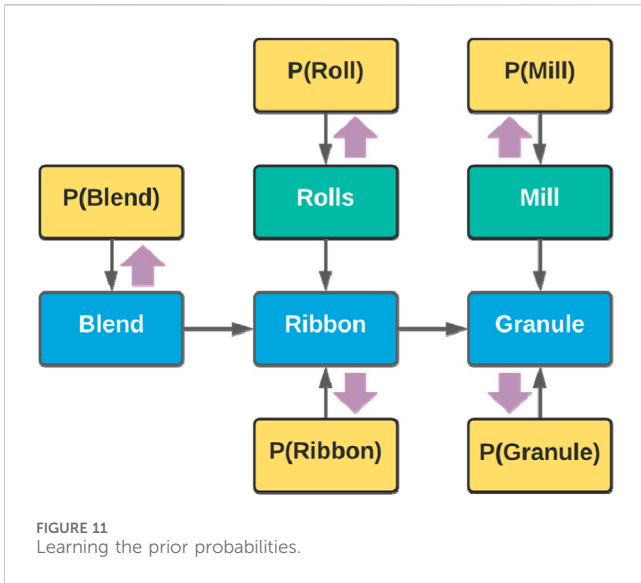 P(Roll)
P(Mill)
P(Blend)
Rolls
Mill
Blend
Ribbon
Granule
P(Ribbon)
P(Granule)
FIGURE 11
Learning the prior probabilities.